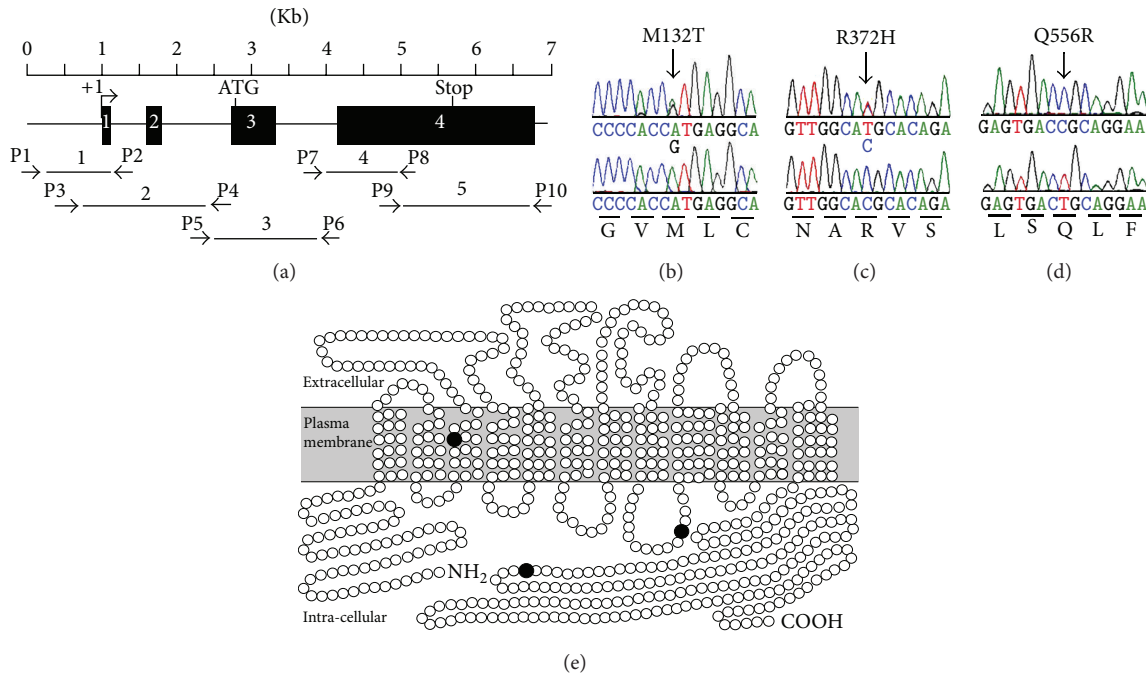 (Kb)
0 1 2 3 4 5 6 7
+1 ATG Stop
1 2 3 4
P1 1 P2 P7 4 P8
P3 2 P4 P9 5 P10
P5 3 P6
(a)
M132T
CCCCACCATGAGGCA
G
CCCCACCATGAGGCA
G V M L C
(b)
R372H
GTTGGCATGCACAGA
C
GTTGGCACGCACAGA
N A R V S
(c)
Q556R
GAGTGACCGCAGGAA
GAGTGACTGCAGGAA
L S Q L F
(d)
Extracellular
Plasma
membrane
NH2
Intra-cellular
COOH
(e)